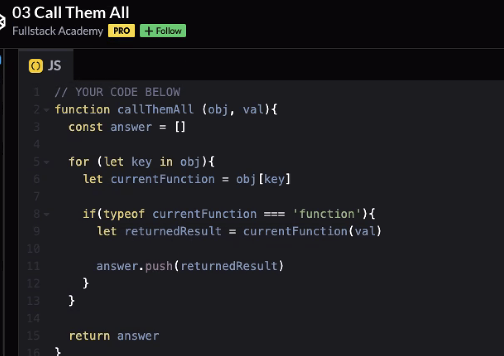 03 Call Them All
Fullstack Academy PRO + Follow
JS
1 // YOUR CODE BELOW
2 function callThemAll (obj, val){
3   const answer = []
4
5   for (let key in obj){
6     let currentFunction = obj[key]
7
8     if(typeof currentFunction === 'function'){
9       let returnedResult = currentFunction(val)
10
11       answer.push(returnedResult)
12     }
13   }
14
15   return answer
16 }